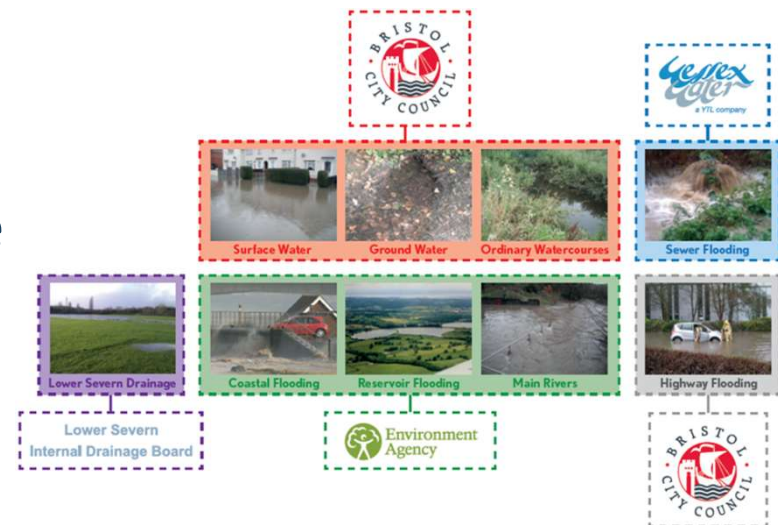 BRISTOL
CITY COUNCIL
Wessex
Water
a YTL company
Surface Water
Ground Water
Ordinary Watercourses
Sewer Flooding
Lower Severn Drainage
Coastal Flooding
Reservoir Flooding
Main Rivers
Highway Flooding
Lower Severn
Internal Drainage Board
Environment
Agency
BRISTOL
CITY COUNCIL